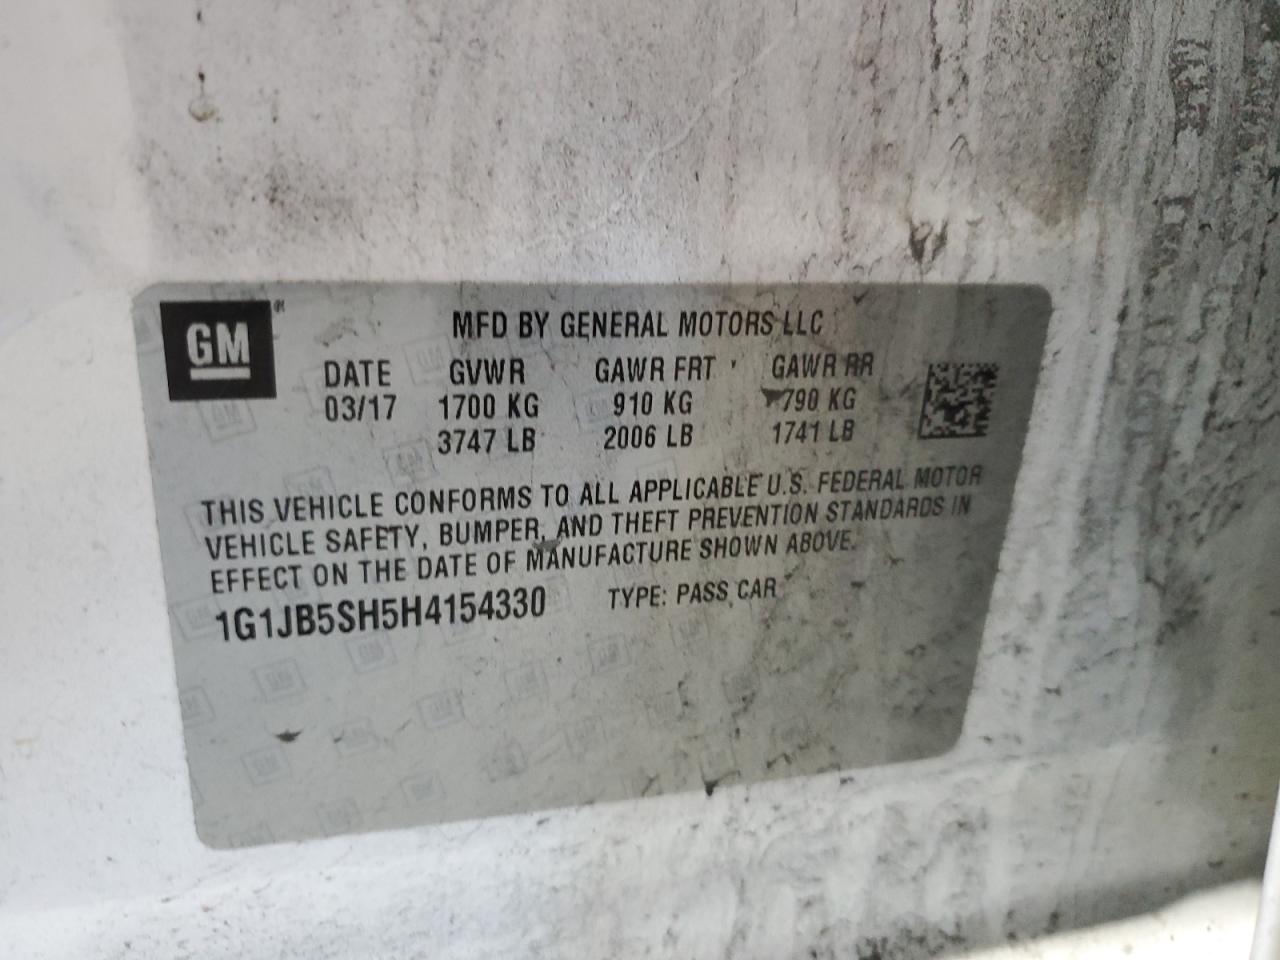 GM
MFD BY GENERAL MOTORS LLC
DATE GVWR GAWR FRT GAWR RR
03/17 1700 KG 910 KG 790 KG
3747 LB 2006 LB 1741 LB
THIS VEHICLE CONFORMS TO ALL APPLICABLE U.S. FEDERAL MOTOR
VEHICLE SAFETY, BUMPER, AND THEFT PREVENTION STANDARDS IN
EFFECT ON THE DATE OF MANUFACTURE SHOWN ABOVE.
1G1JB5SH5H4154330 TYPE: PASS CAR